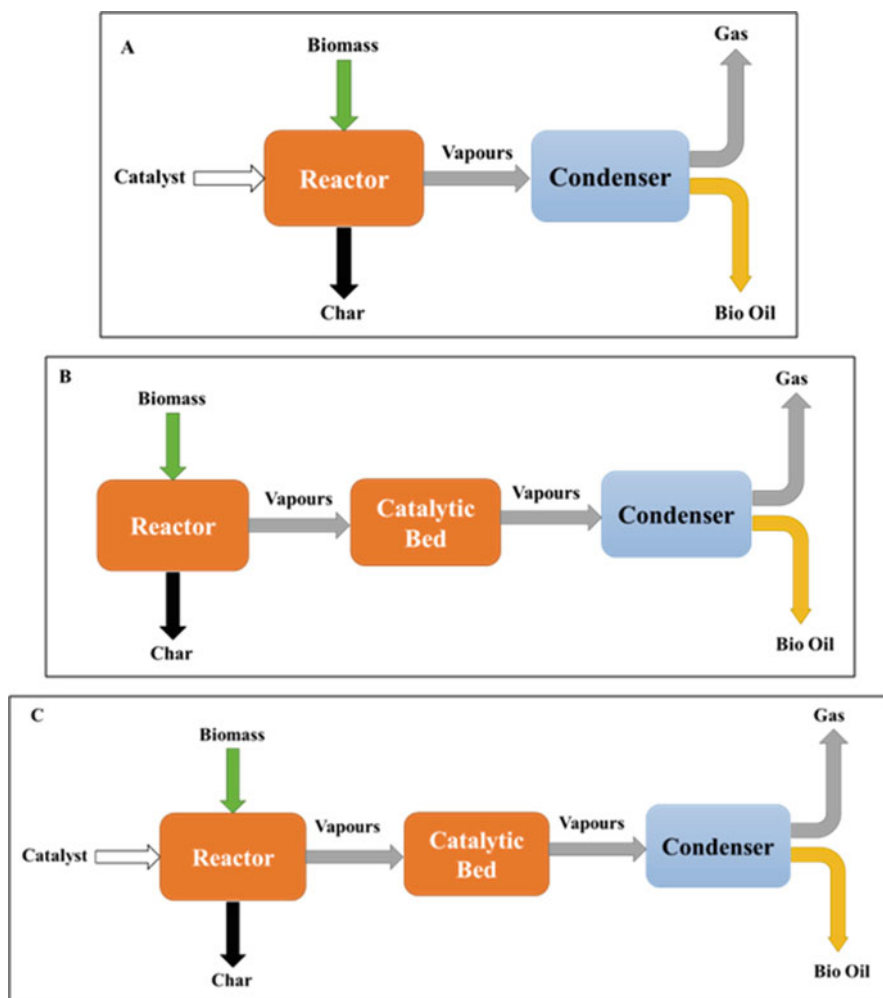 A
Biomass
Gas
Catalyst
Reactor
Vapours
Condenser
Char
Bio Oil
B
Biomass
Gas
Reactor
Vapours
Catalytic
Bed
Vapours
Condenser
Char
Bio Oil
C
Biomass
Gas
Catalyst
Reactor
Vapours
Catalytic
Bed
Vapours
Condenser
Char
Bio Oil